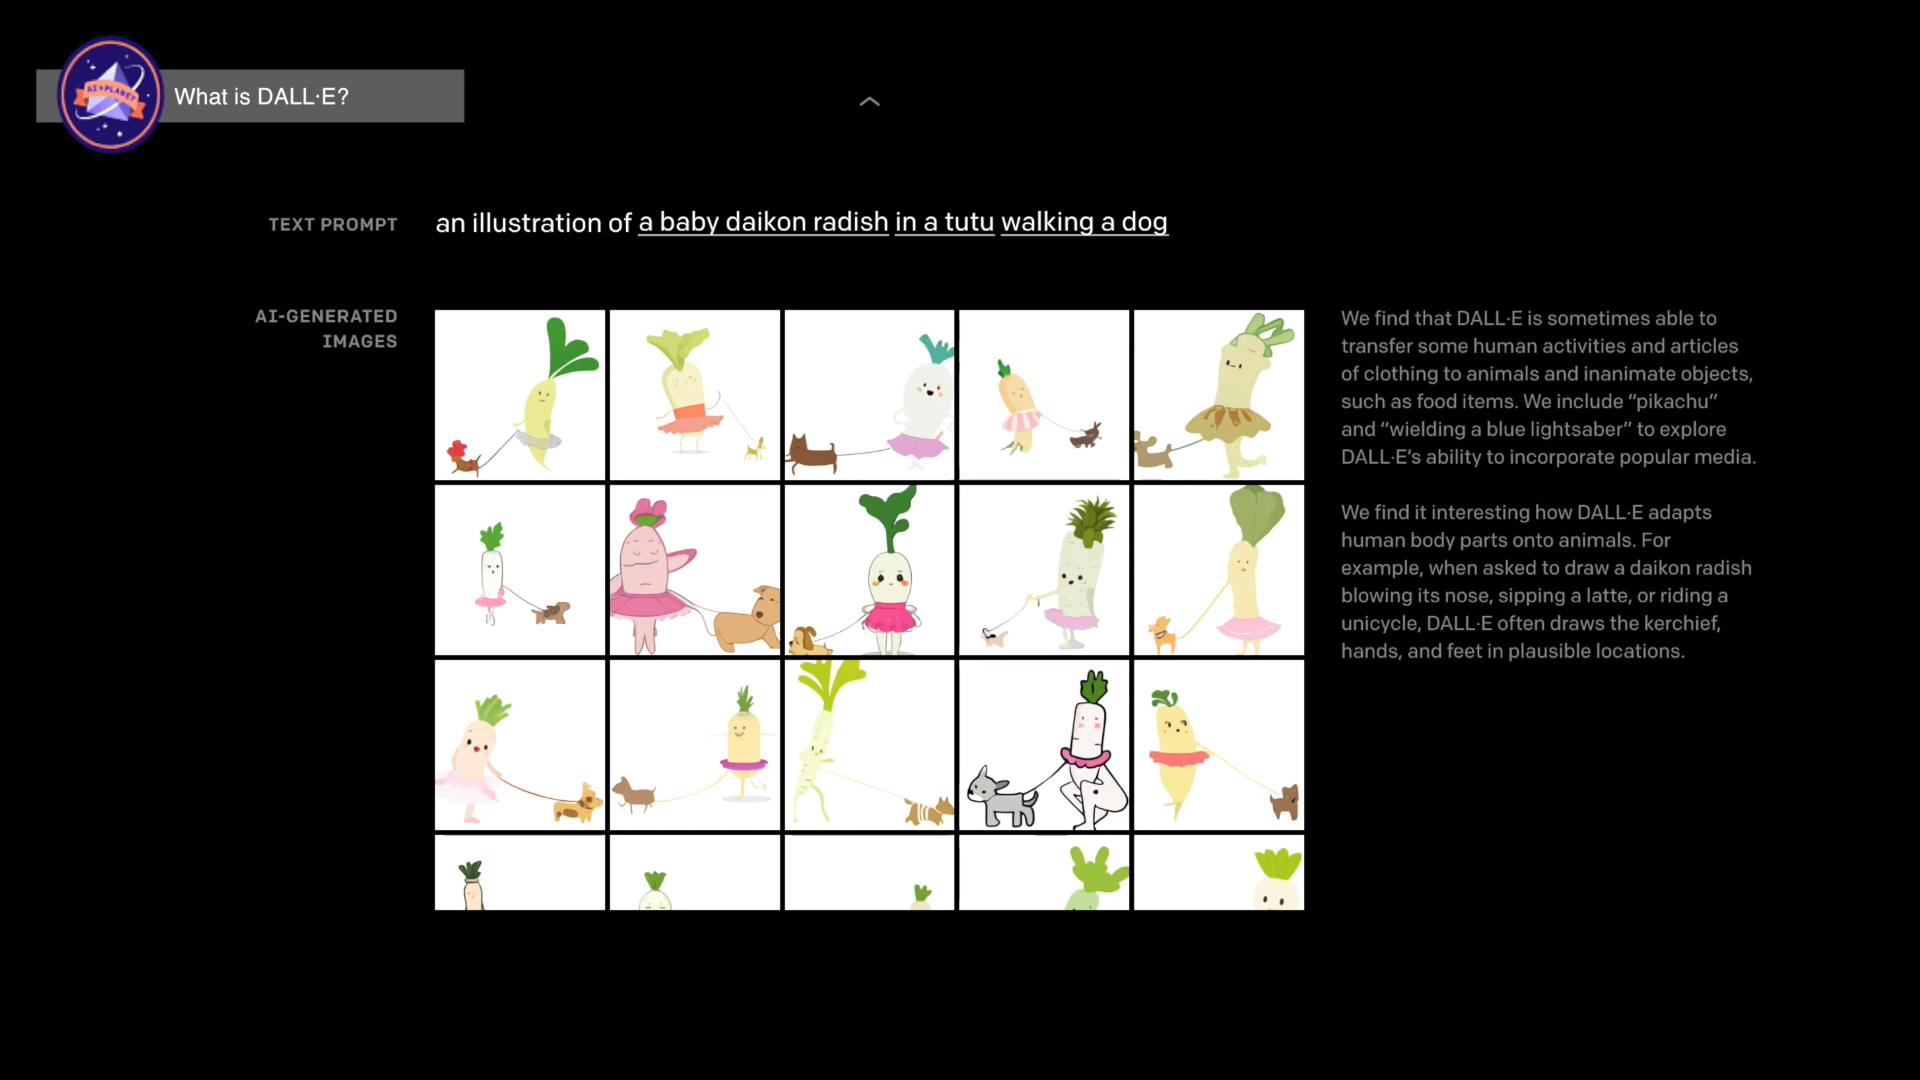 AI★PLANET
What is DALL·E?
TEXT PROMPT
an illustration of a baby daikon radish in a tutu walking a dog
AI-GENERATED
IMAGES
We find that DALL·E is sometimes able to
transfer some human activities and articles
of clothing to animals and inanimate objects,
such as food items. We include “pikachu”
and “wielding a blue lightsaber” to explore
DALL·E’s ability to incorporate popular media.
We find it interesting how DALL·E adapts
human body parts onto animals. For
example, when asked to draw a daikon radish
blowing its nose, sipping a latte, or riding a
unicycle, DALL·E often draws the kerchief,
hands, and feet in plausible locations.